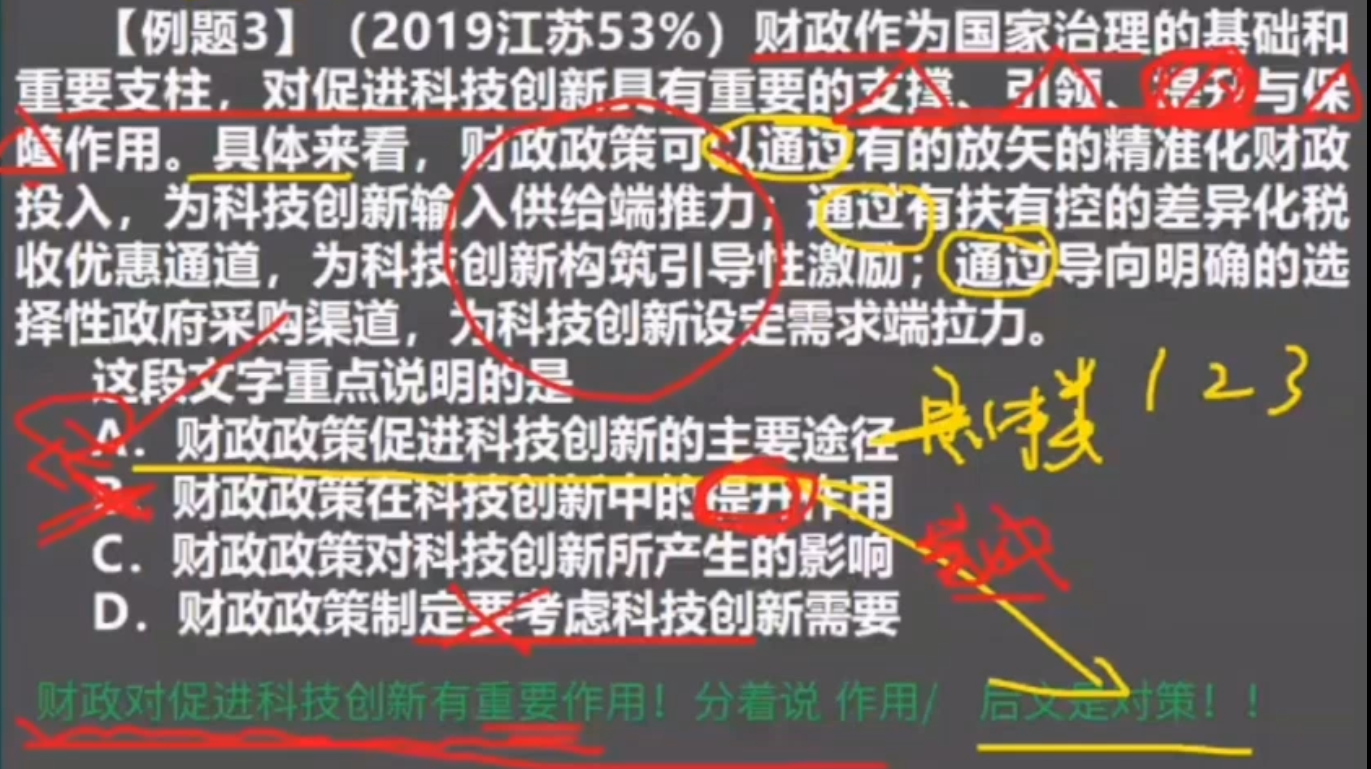 【例题3】（2019江苏53%）财政作为国家治理的基础和
重要支柱，对促进科技创新具有重要的支撑、引领、提升与保
障作用。具体来看，财政政策可以通过有的放矢的精准化财政
投入，为科技创新输入供给端推力；通过有扶有控的差异化税
收优惠通道，为科技创新构筑引导性激励；通过导向明确的选
择性政府采购渠道，为科技创新设定需求端拉力。
这段文字重点说明的是
A．财政政策促进科技创新的主要途径
1 2 3
B．财政政策在科技创新中的提升作用
C．财政政策对科技创新所产生的影响
D．财政政策制定要考虑科技创新需要
财政对促进科技创新有重要作用！分着说 作用/ 后文是对策！！